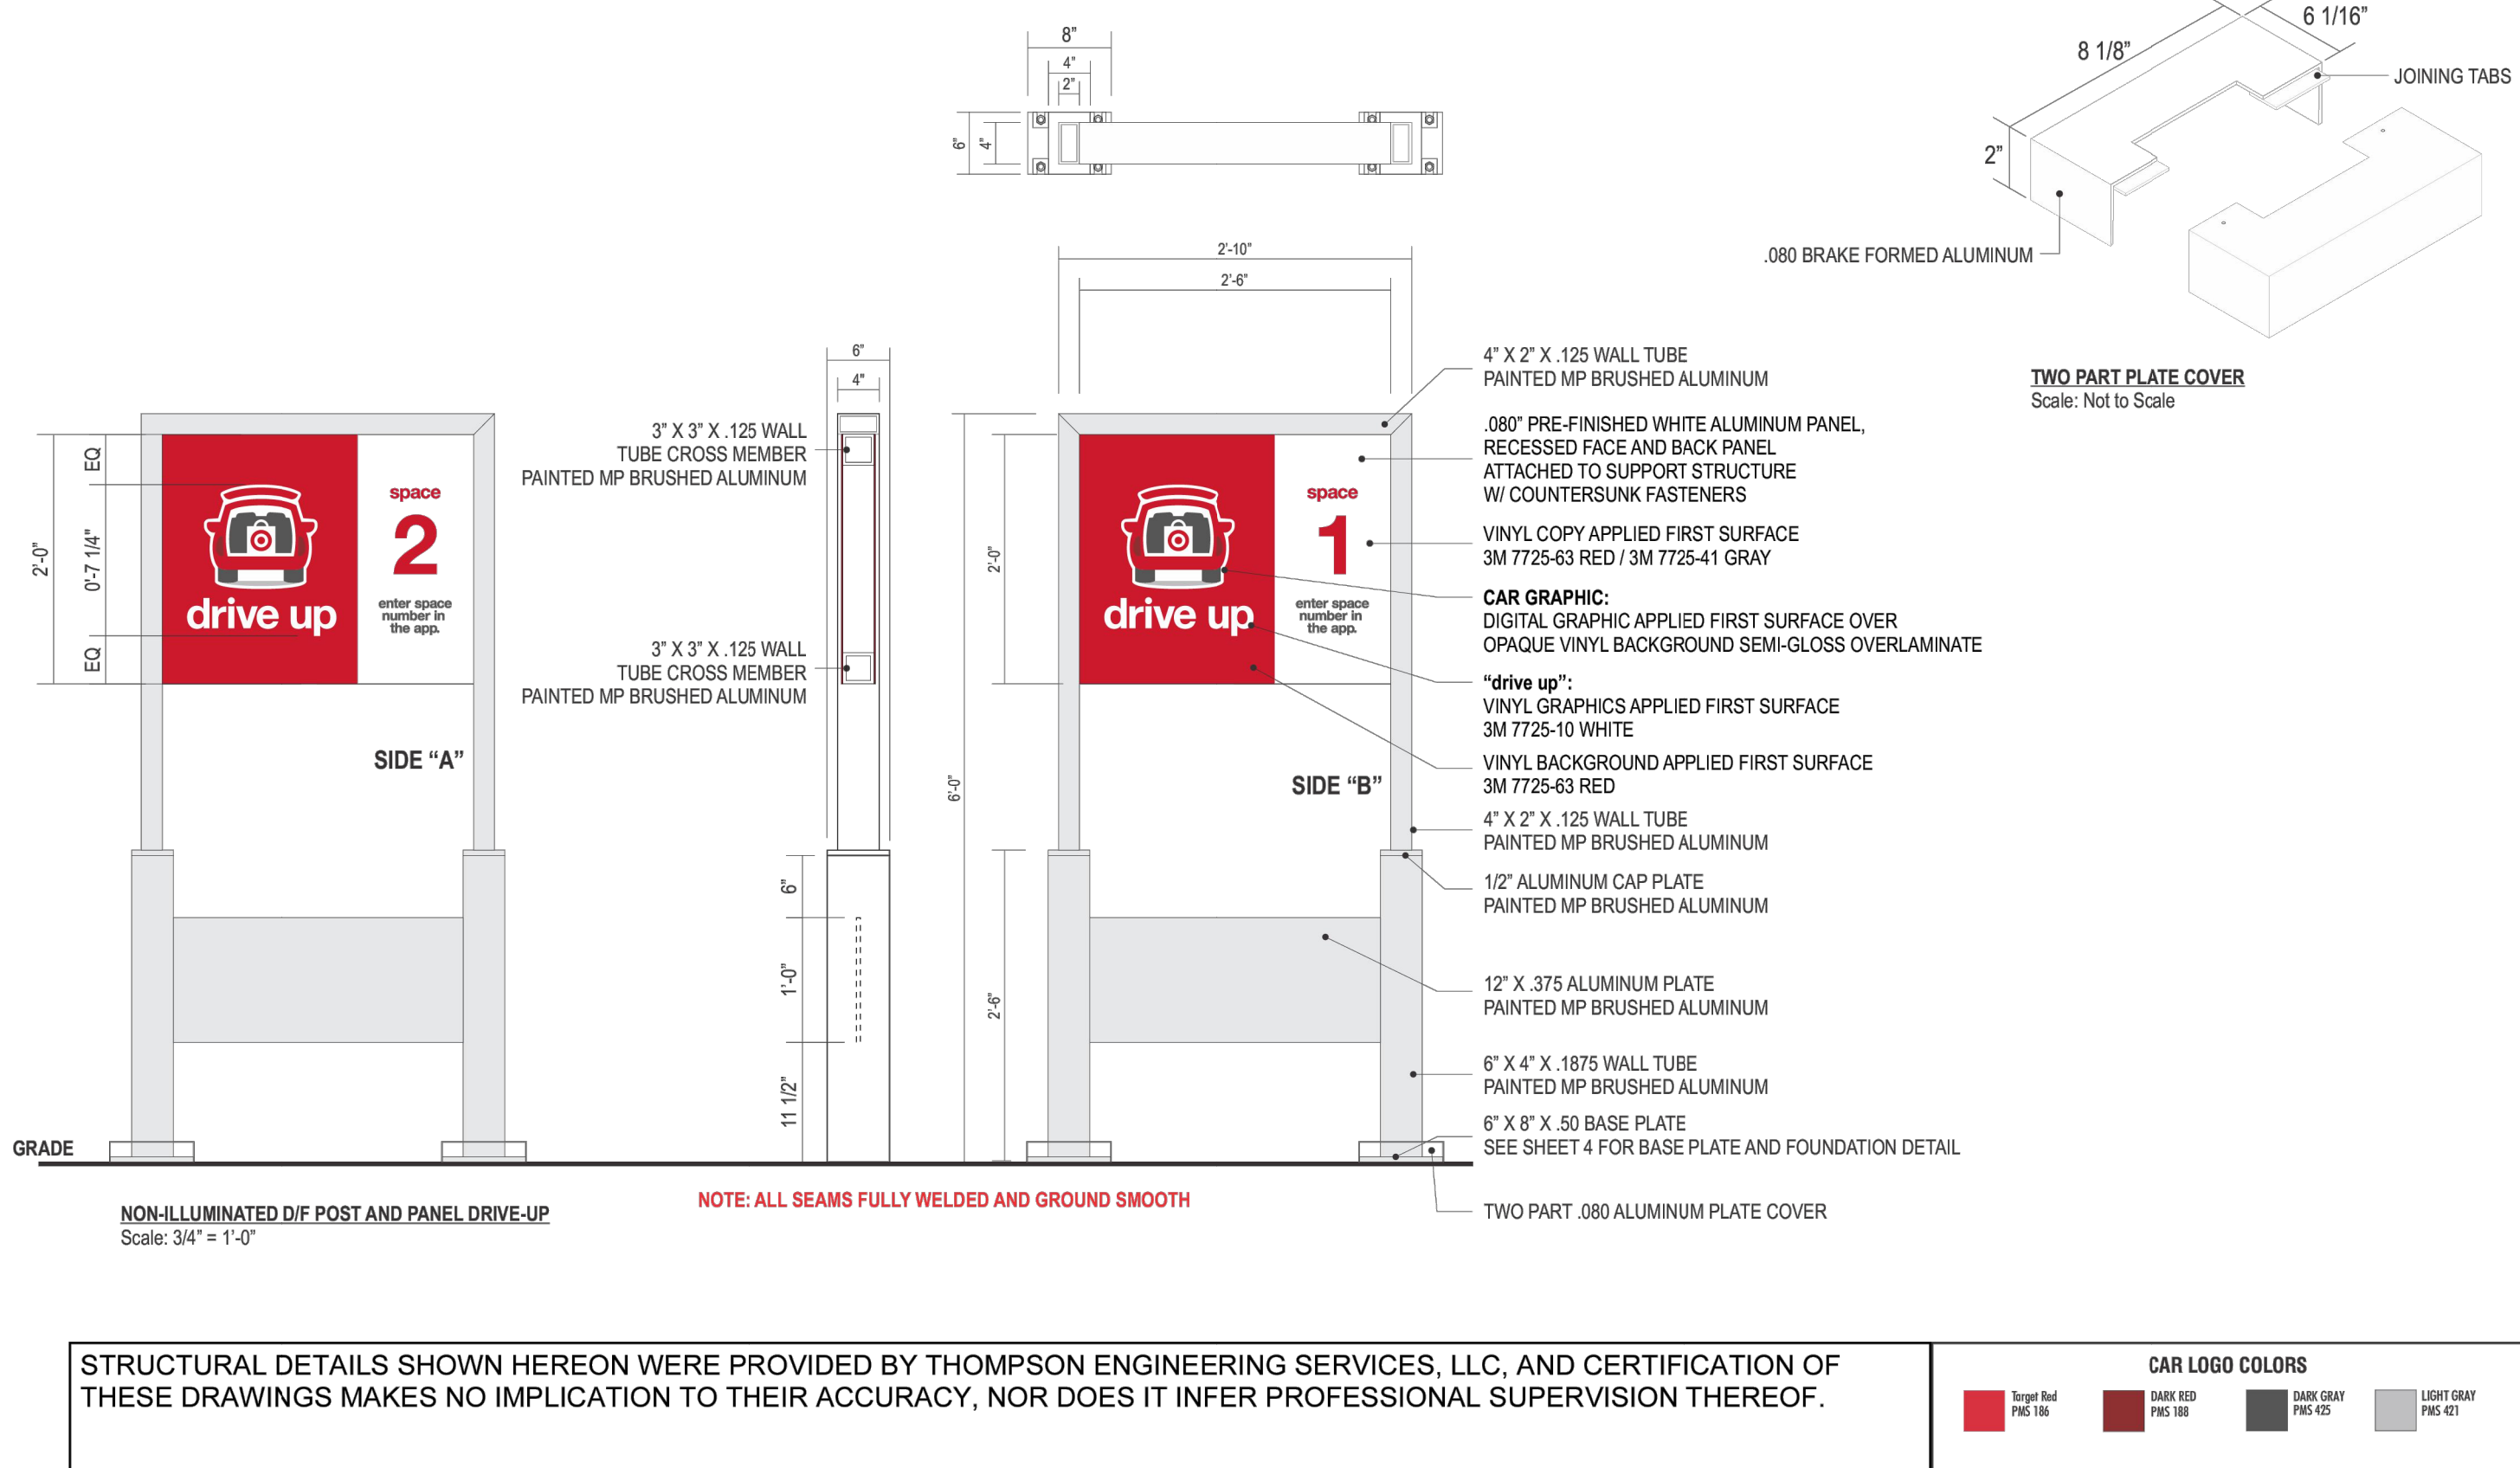 8”
4”
2”
6”
4”
6 1/16”
8 1/8”
2”
JOINING TABS
.080 BRAKE FORMED ALUMINUM
TWO PART PLATE COVER
Scale: Not to Scale
2’-0”
EQ
0’-7 1/4"
EQ
space
2
drive up
enter space
number in
the app.
SIDE “A”
GRADE
NON-ILLUMINATED D/F POST AND PANEL DRIVE-UP
Scale: 3/4” = 1’-0”
3” X 3” X .125 WALL
TUBE CROSS MEMBER
PAINTED MP BRUSHED ALUMINUM
3” X 3” X .125 WALL
TUBE CROSS MEMBER
PAINTED MP BRUSHED ALUMINUM
6”
4”
6”
1’-0”
11 1/2”
NOTE: ALL SEAMS FULLY WELDED AND GROUND SMOOTH
2’-10”
2’-6”
2’-0”
6’-0”
2’-6”
space
1
drive up
enter space
number in
the app.
SIDE “B”
4” X 2” X .125 WALL TUBE
PAINTED MP BRUSHED ALUMINUM
.080” PRE-FINISHED WHITE ALUMINUM PANEL,
RECESSED FACE AND BACK PANEL
ATTACHED TO SUPPORT STRUCTURE
W/ COUNTERSUNK FASTENERS
VINYL COPY APPLIED FIRST SURFACE
3M 7725-63 RED / 3M 7725-41 GRAY
CAR GRAPHIC:
DIGITAL GRAPHIC APPLIED FIRST SURFACE OVER
OPAQUE VINYL BACKGROUND SEMI-GLOSS OVERLAMINATE
“drive up”:
VINYL GRAPHICS APPLIED FIRST SURFACE
3M 7725-10 WHITE
VINYL BACKGROUND APPLIED FIRST SURFACE
3M 7725-63 RED
4” X 2” X .125 WALL TUBE
PAINTED MP BRUSHED ALUMINUM
1/2” ALUMINUM CAP PLATE
PAINTED MP BRUSHED ALUMINUM
12” X .375 ALUMINUM PLATE
PAINTED MP BRUSHED ALUMINUM
6” X 4” X .1875 WALL TUBE
PAINTED MP BRUSHED ALUMINUM
6” X 8” X .50 BASE PLATE
SEE SHEET 4 FOR BASE PLATE AND FOUNDATION DETAIL
TWO PART .080 ALUMINUM PLATE COVER
STRUCTURAL DETAILS SHOWN HEREON WERE PROVIDED BY THOMPSON ENGINEERING SERVICES, LLC, AND CERTIFICATION OF
THESE DRAWINGS MAKES NO IMPLICATION TO THEIR ACCURACY, NOR DOES IT INFER PROFESSIONAL SUPERVISION THEREOF.
CAR LOGO COLORS
Target Red
PMS 186
DARK RED
PMS 188
DARK GRAY
PMS 425
LIGHT GRAY
PMS 421